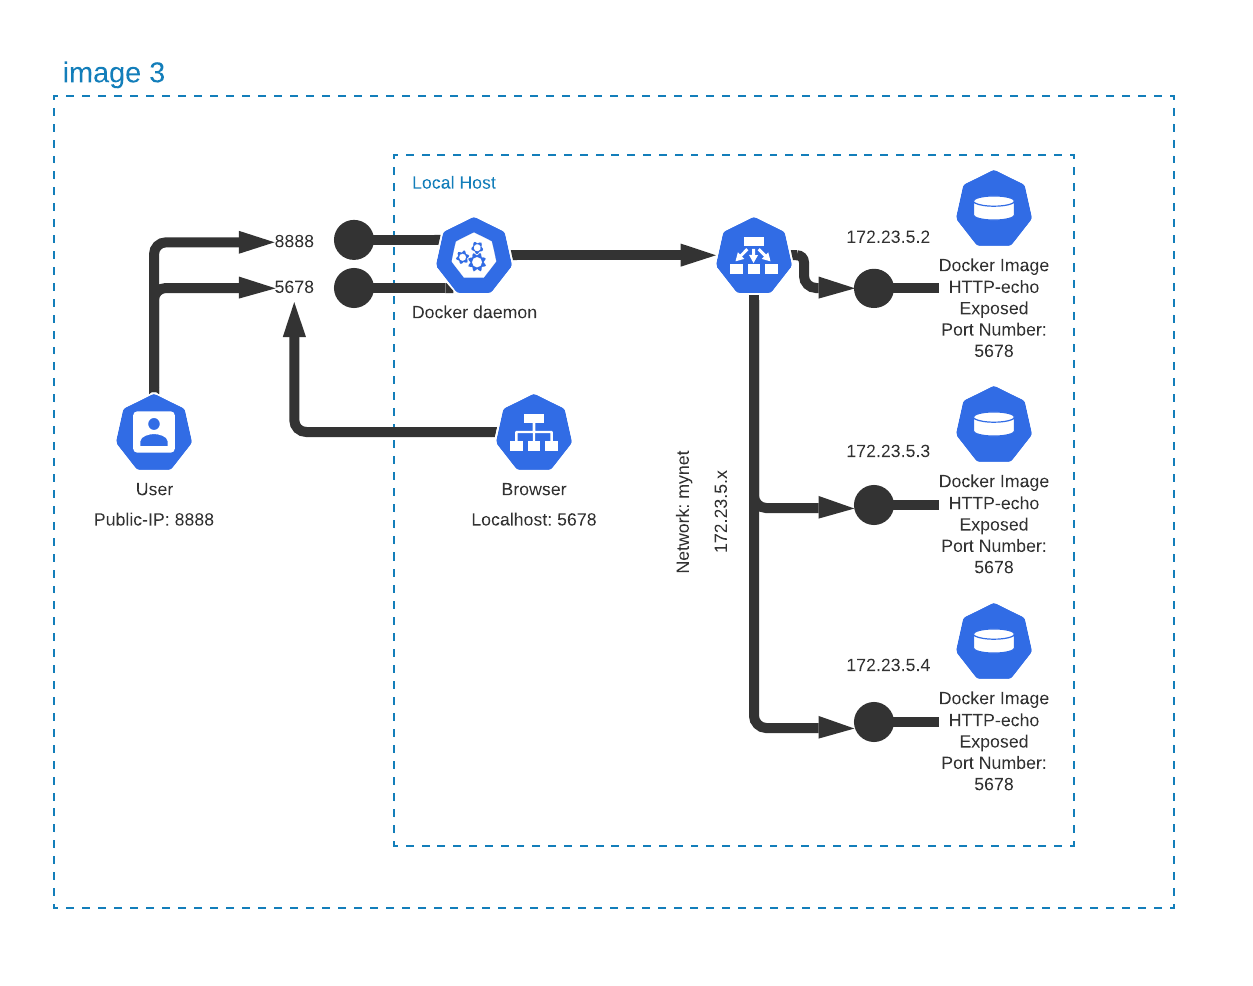 image 3
Local Host
8888
5678
Docker daemon
User
Public-IP: 8888
Browser
Localhost: 5678
Network: mynet
172.23.5.x
172.23.5.2
Docker Image
HTTP-echo
Exposed
Port Number:
5678
172.23.5.3
Docker Image
HTTP-echo
Exposed
Port Number:
5678
172.23.5.4
Docker Image
HTTP-echo
Exposed
Port Number:
5678